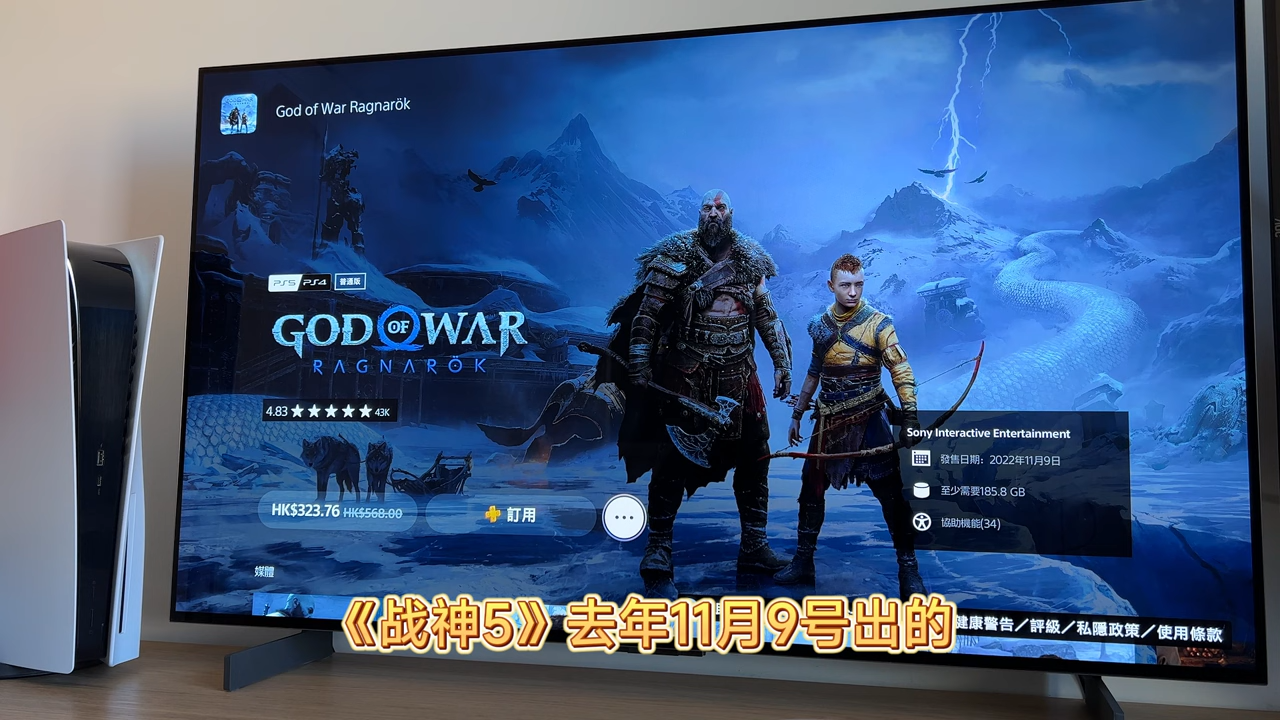 God of War Ragnarök
PS5 PS4 普通版
GOD OF WAR
RAGNARÖK
4.83 43K
Sony Interactive Entertainment
發售日期：2022年11月9日
至少需要185.8 GB
協助機能(34)
HK$323.76 HK$568.00
訂用
媒體
健康警告／評級／私隱政策／使用條款
《战神5》去年11月9号出的